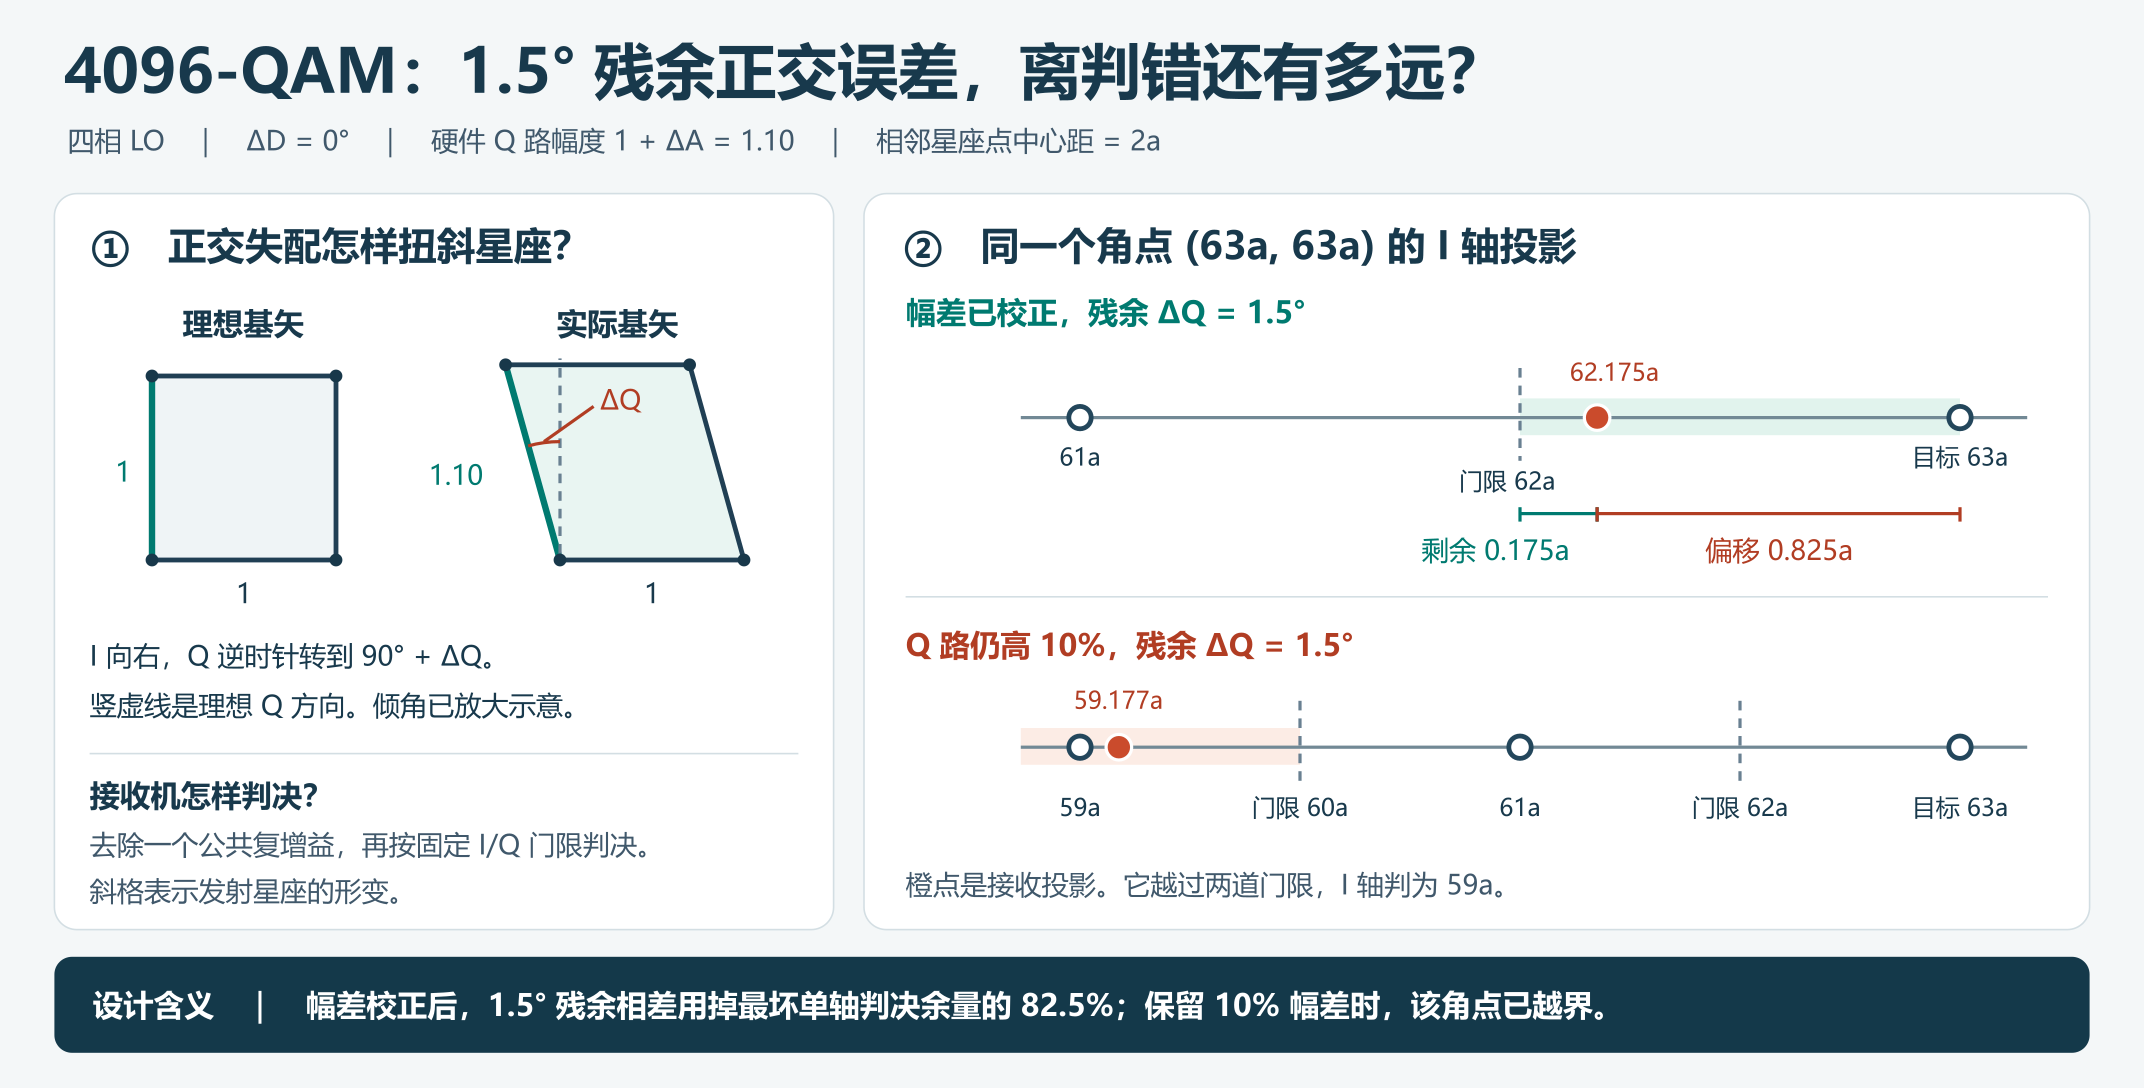 4096-QAM：1.5° 残余正交误差，离判错还有多远？
四相 LO | ΔD = 0° | 硬件 Q 路幅度 1 + ΔA = 1.10 | 相邻星座点中心距 = 2a
① 正交失配怎样扭斜星座？
理想基矢
实际基矢
ΔQ
1
1.10
1
1
I 向右，Q 逆时针转到 90° + ΔQ。
竖虚线是理想 Q 方向。倾角已放大示意。
接收机怎样判决？
去除一个公共复增益，再按固定 I/Q 门限判决。
斜格表示发射星座的形变。
② 同一个角点 (63a, 63a) 的 I 轴投影
幅差已校正，残余 ΔQ = 1.5°
62.175a
61a
目标 63a
门限 62a
剩余 0.175a
偏移 0.825a
Q 路仍高 10%，残余 ΔQ = 1.5°
59.177a
59a
门限 60a
61a
门限 62a
目标 63a
橙点是接收投影。它越过两道门限，I 轴判为 59a。
设计含义 | 幅差校正后，1.5° 残余相差用掉最坏单轴判决余量的 82.5%；保留 10% 幅差时，该角点已越界。